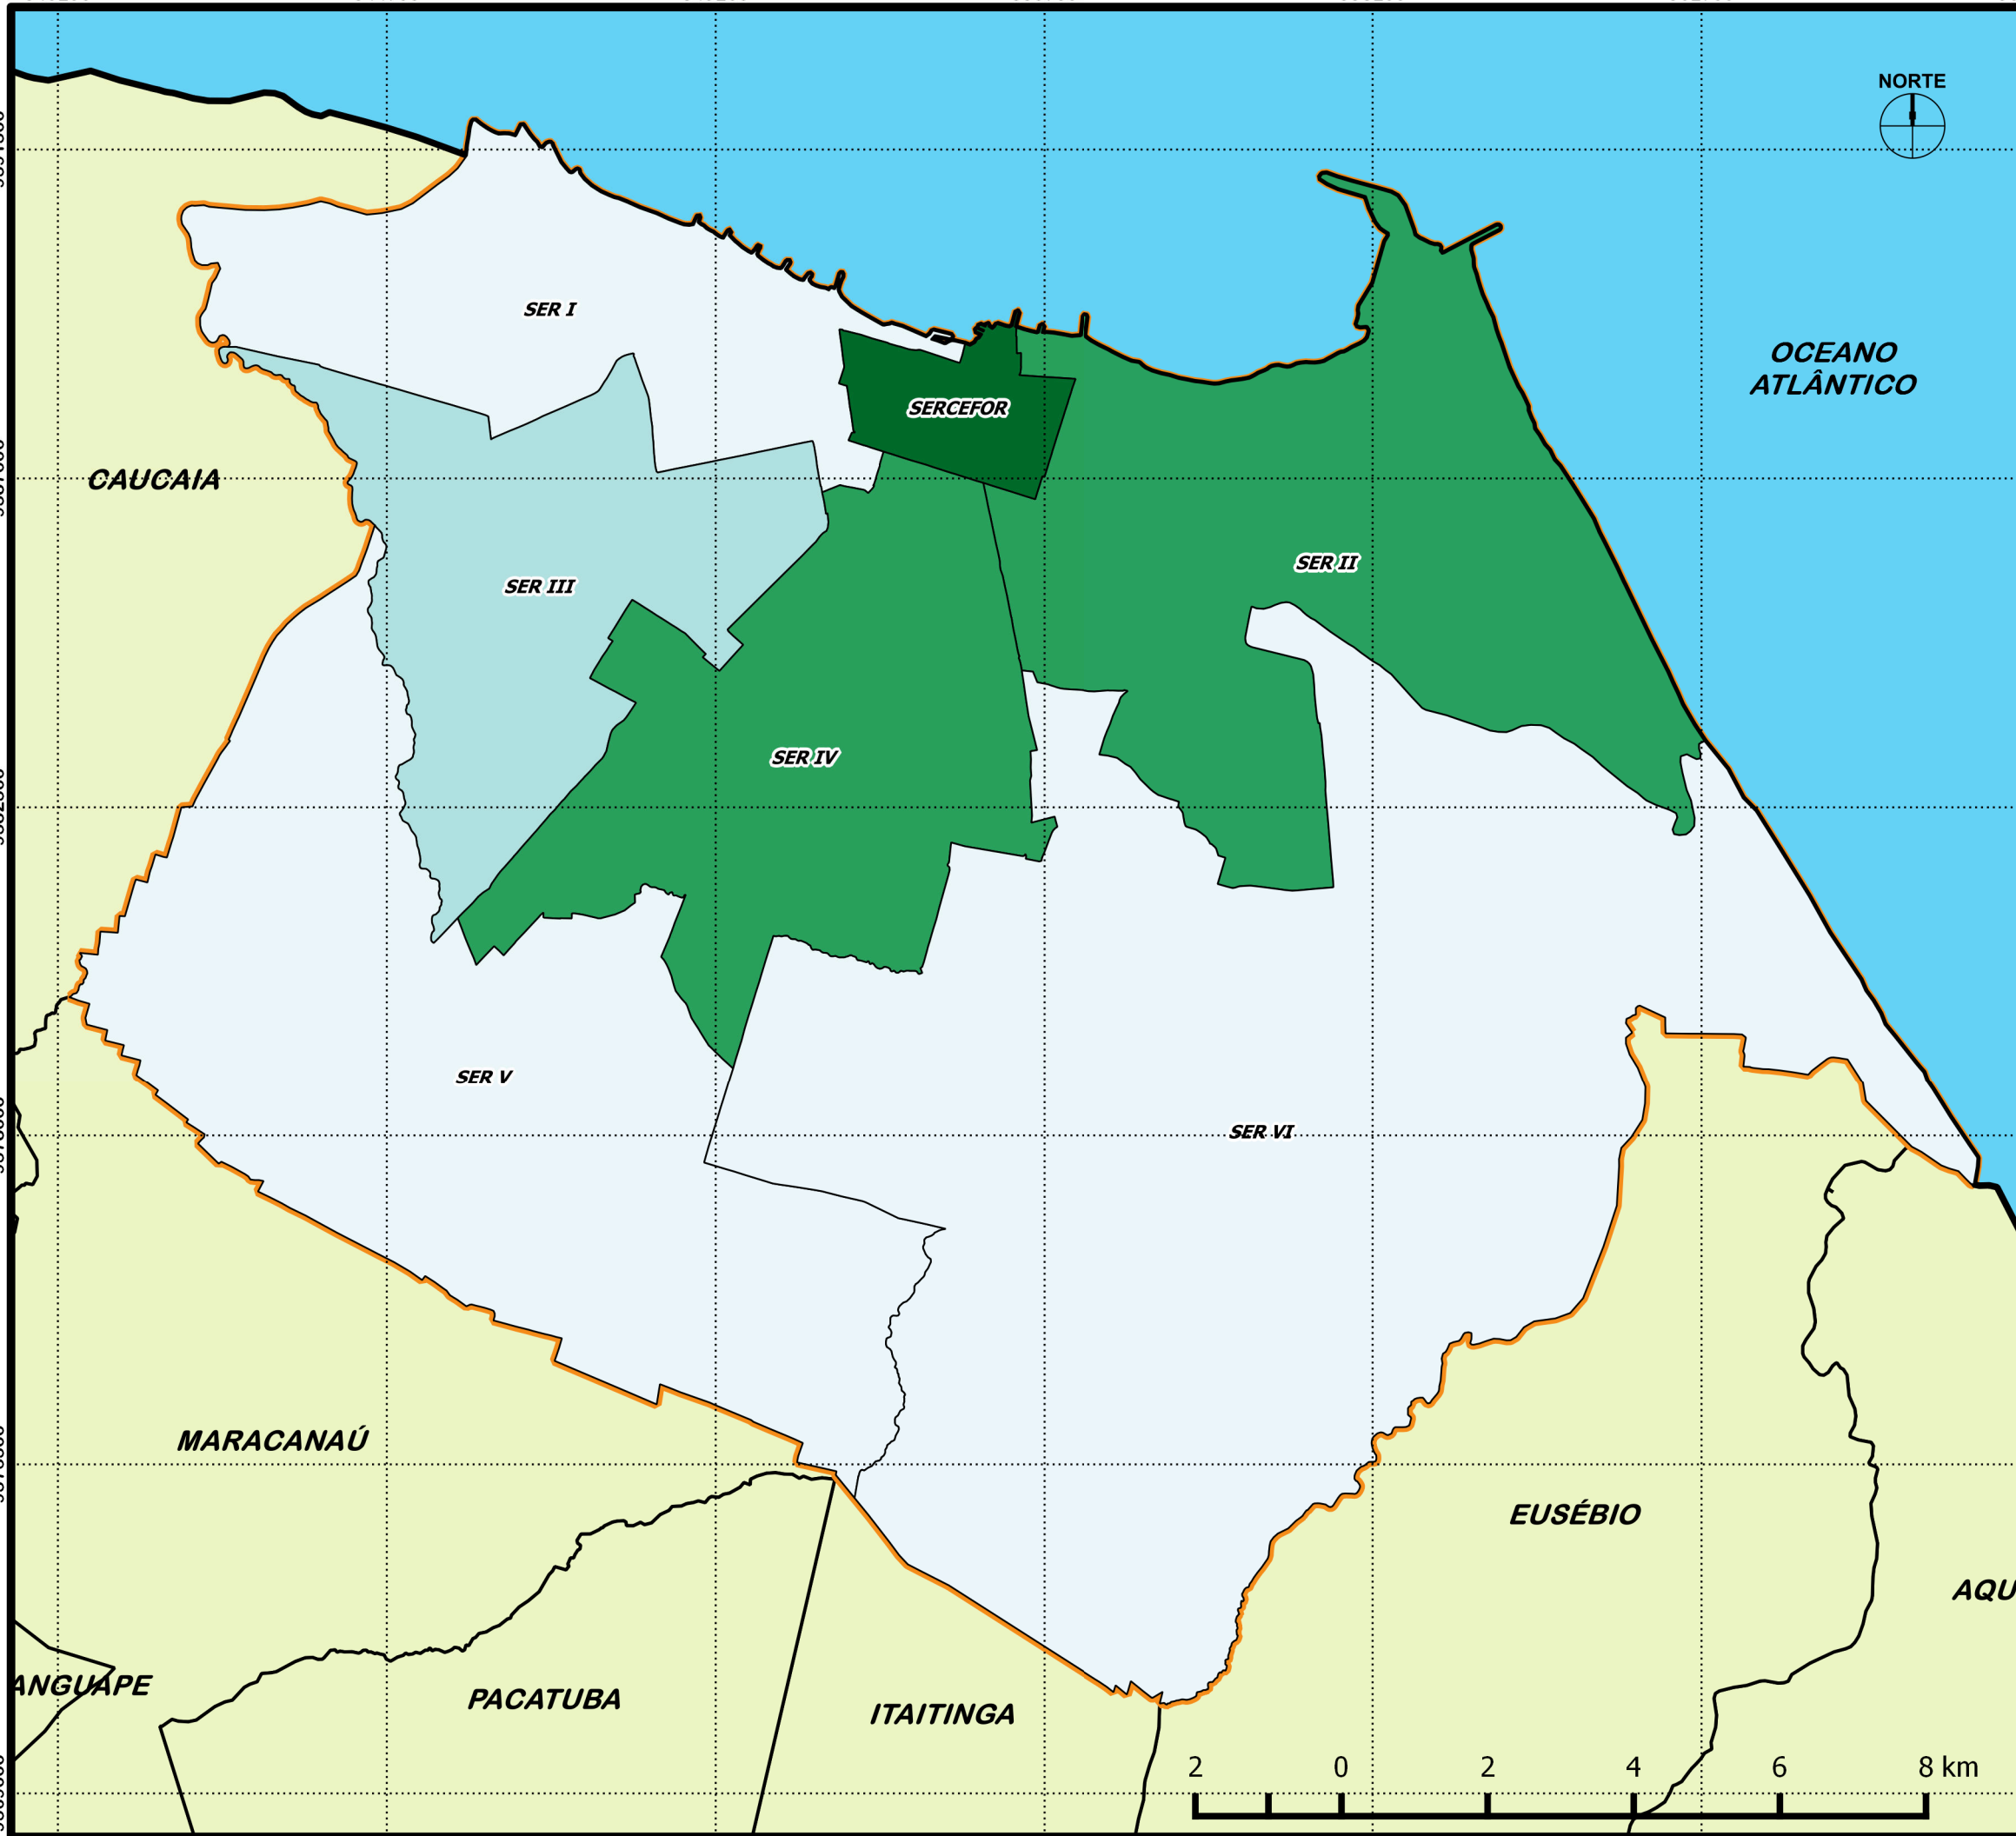 NORTE
SER I
OCEANO
ATLÂNTICO
SERCEFOR
CAUCAIA
SER II
SER III
SER IV
SER V
SER VI
MARACANAÚ
EUSÉBIO
AQU
ANGUAPE
PACATUBA
ITAITINGA
2 0 2 4 6 8 km